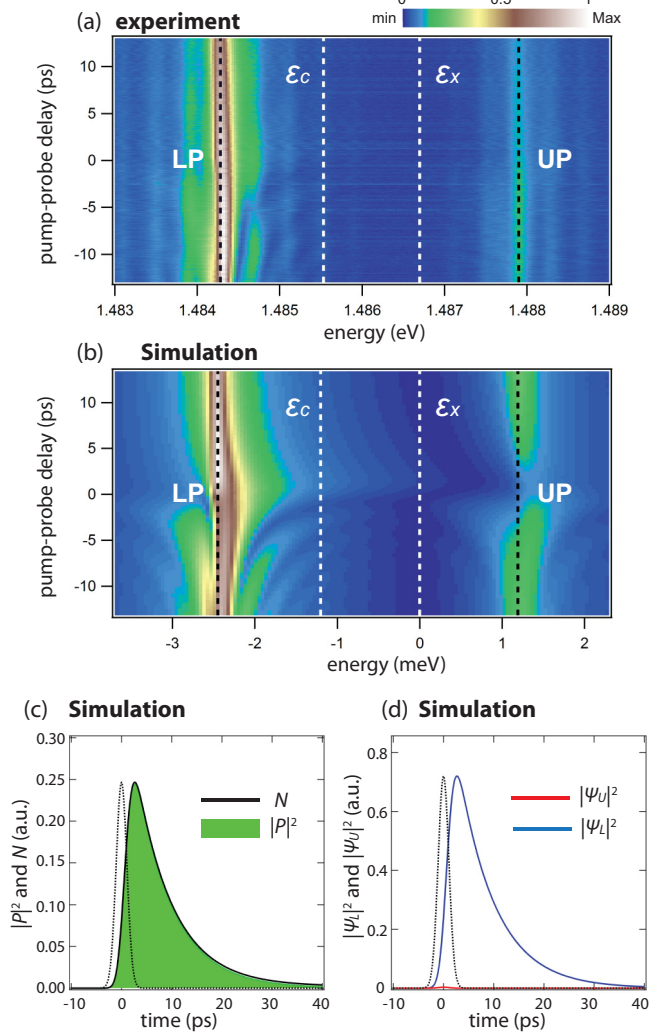 0 0.5 1
min Max
(a) experiment
pump-probe delay (ps)
10
5
0
-5
-10
εc εx
LP UP
1.483 1.484 1.485 1.486 1.487 1.488 1.489
energy (eV)
(b) Simulation
pump-probe delay (ps)
10
5
0
-5
-10
εc εx
LP UP
-3 -2 -1 0 1 2
energy (meV)
(c) Simulation
|P|² and N (a.u.)
0.30
0.25
0.20
0.15
0.10
0.05
0.00
N
|P|²
-10 0 10 20 30 40
time (ps)
(d) Simulation
|ΨL|² and |ΨU|² (a.u.)
0.8
0.6
0.4
0.2
0
|ΨU|²
|ΨL|²
-10 0 10 20 30 40
time (ps)